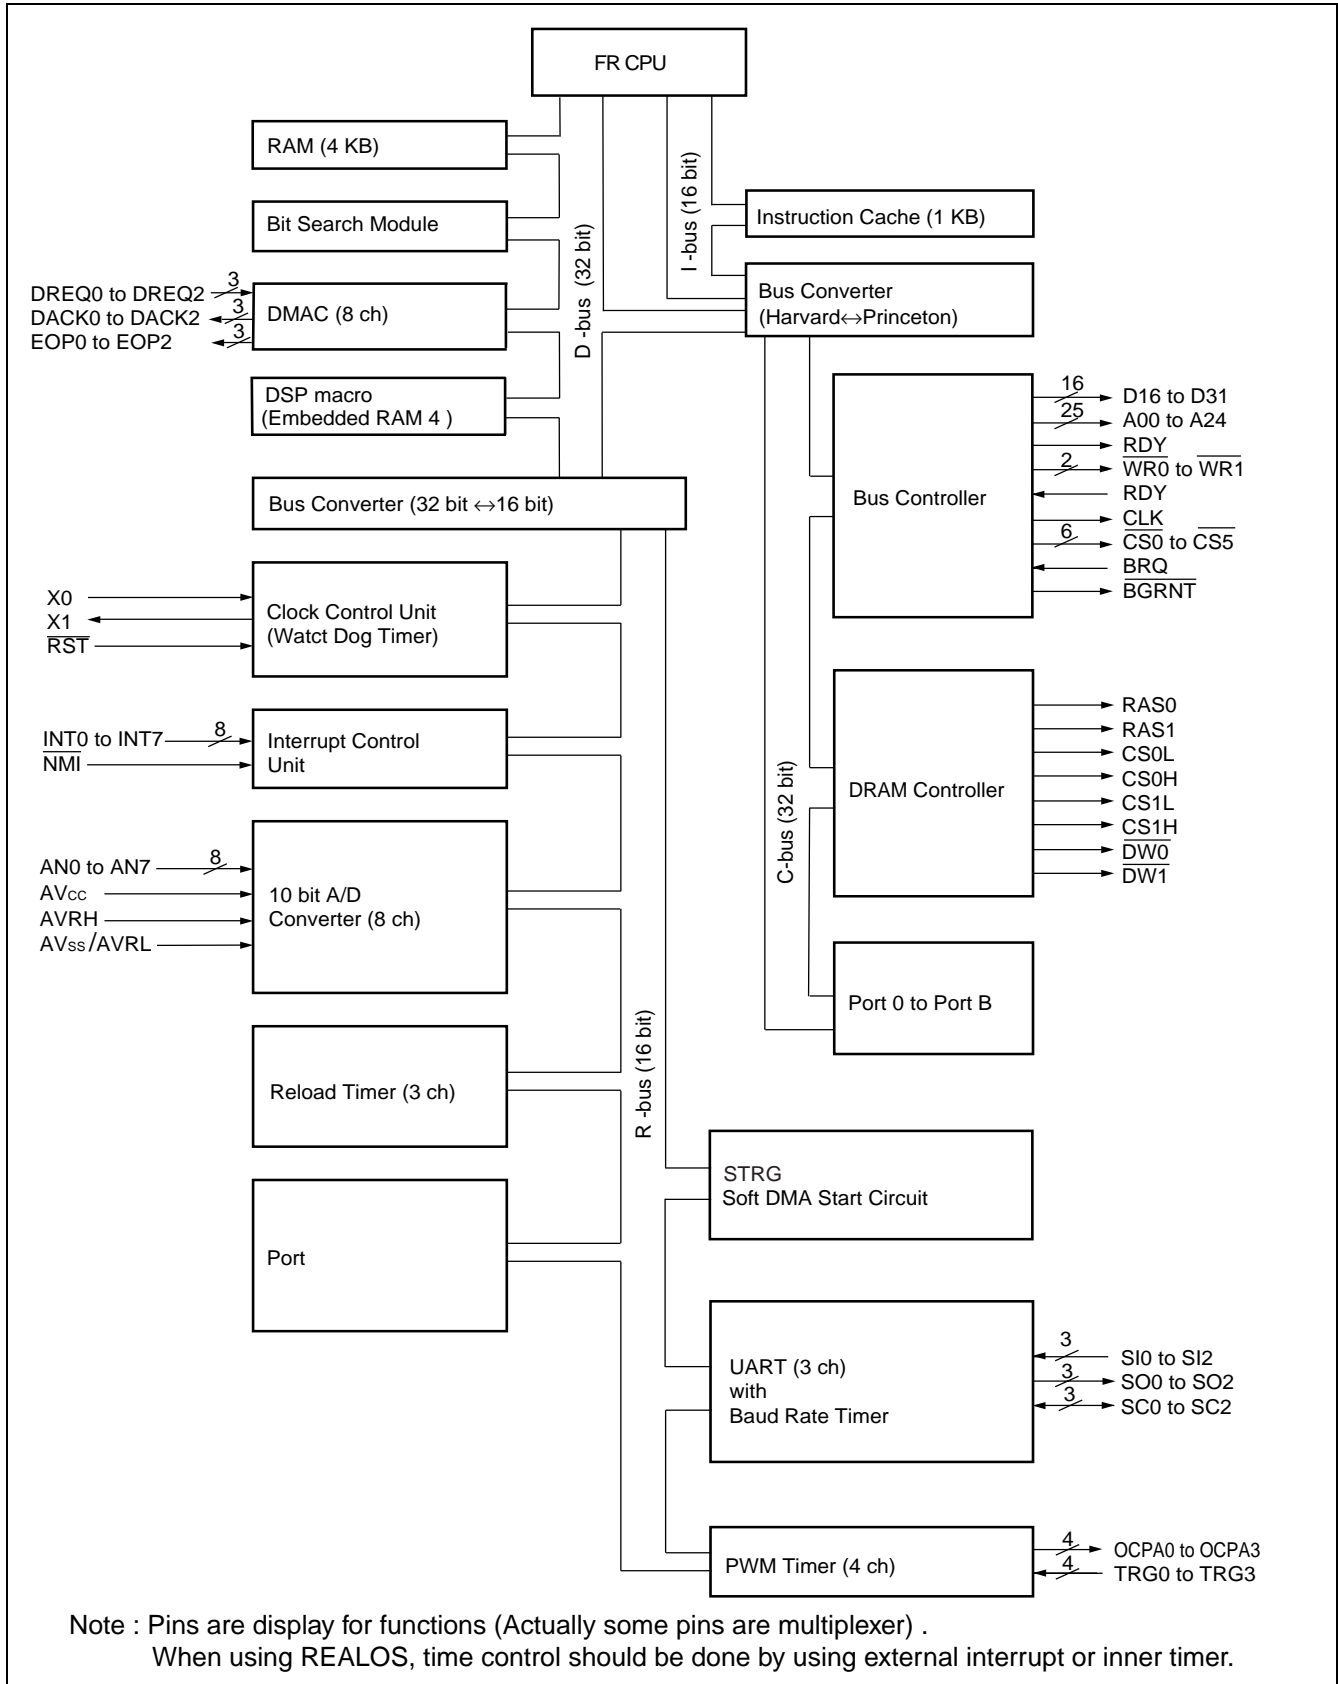 FR CPU
RAM (4 KB)
Bit Search Module
DREQ0 to DREQ2
3
DACK0 to DACK2
3
EOP0 to EOP2
3
DMAC (8 ch)
DSP macro
(Embedded RAM 4 )
D -bus (32 bit)
I -bus (16 bit)
Instruction Cache (1 KB)
Bus Converter
(Harvard↔Princeton)
Bus Converter (32 bit ↔16 bit)
Bus Controller
16
D16 to D31
25
A00 to A24
RDY
2
WR0 to WR1
RDY
CLK
6
CS0 to CS5
BRQ
BGRNT
X0
X1
RST
Clock Control Unit
(Watct Dog Timer)
INT0 to INT7
8
NMI
Interrupt Control
Unit
C-bus (32 bit)
DRAM Controller
RAS0
RAS1
CS0L
CS0H
CS1L
CS1H
DW0
DW1
AN0 to AN7
8
AVCC
AVRH
AVSS/AVRL
10 bit A/D
Converter (8 ch)
Port 0 to Port B
Reload Timer (3 ch)
R -bus (16 bit)
Port
STRG
Soft DMA Start Circuit
UART (3 ch)
with
Baud Rate Timer
3
SI0 to SI2
3
SO0 to SO2
3
SC0 to SC2
PWM Timer (4 ch)
4
OCPA0 to OCPA3
4
TRG0 to TRG3
Note : Pins are display for functions (Actually some pins are multiplexer) .
When using REALOS, time control should be done by using external interrupt or inner timer.